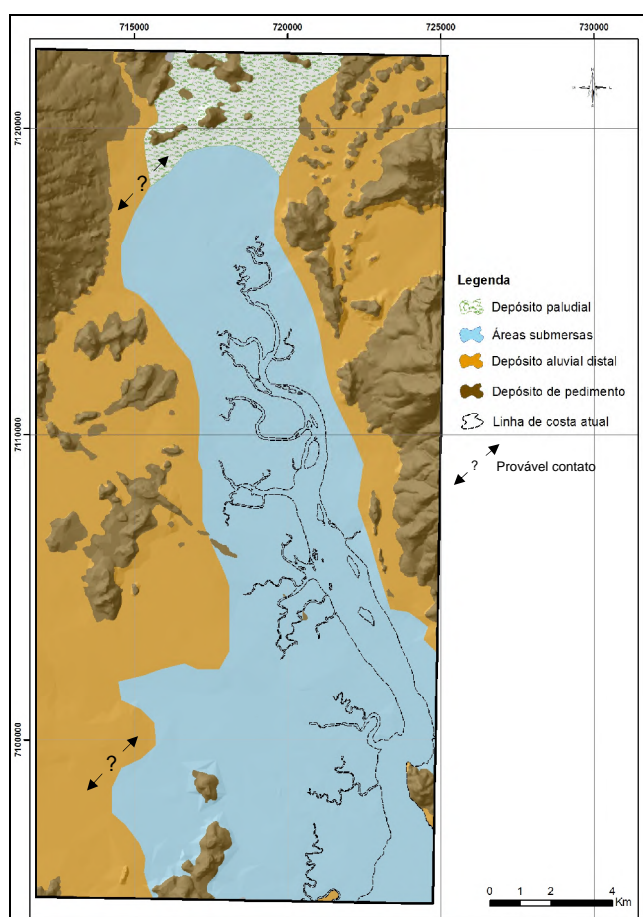 715000 720000 725000 730000
7120000
?
Legenda
Depósito paludial
Áreas submersas
Depósito aluvial distal
Depósito de pedimento
Linha de costa atual
? Provável contato
7110000
7100000
?
0 1 2 4
Km